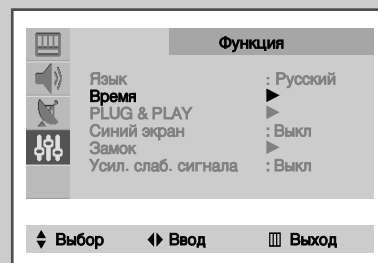 Функция
Язык : Русский
Время ►
PLUG & PLAY ►
Синий экран : Выкл
Замок ►
Усил. слаб. сигнала : Выкл
Выбор Ввод Выход